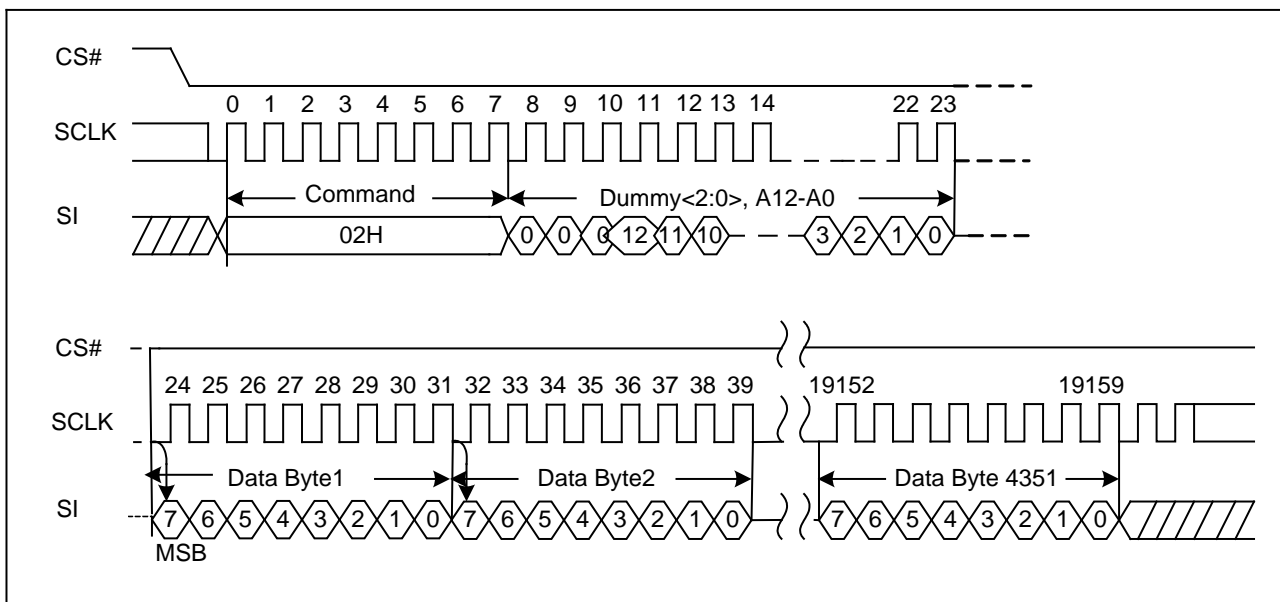 CS#
0 1 2 3 4 5 6 7 8 9 10 11 12 13 14 22 23
SCLK
Command Dummy<2:0>, A12-A0
SI
02H 0 0 0 12 11 10 3 2 1 0
CS#
24 25 26 27 28 29 30 31 32 33 34 35 36 37 38 39 19152 19159
SCLK
Data Byte1 Data Byte2 Data Byte 4351
SI
7 6 5 4 3 2 1 0 7 6 5 4 3 2 1 0 7 6 5 4 3 2 1 0
MSB